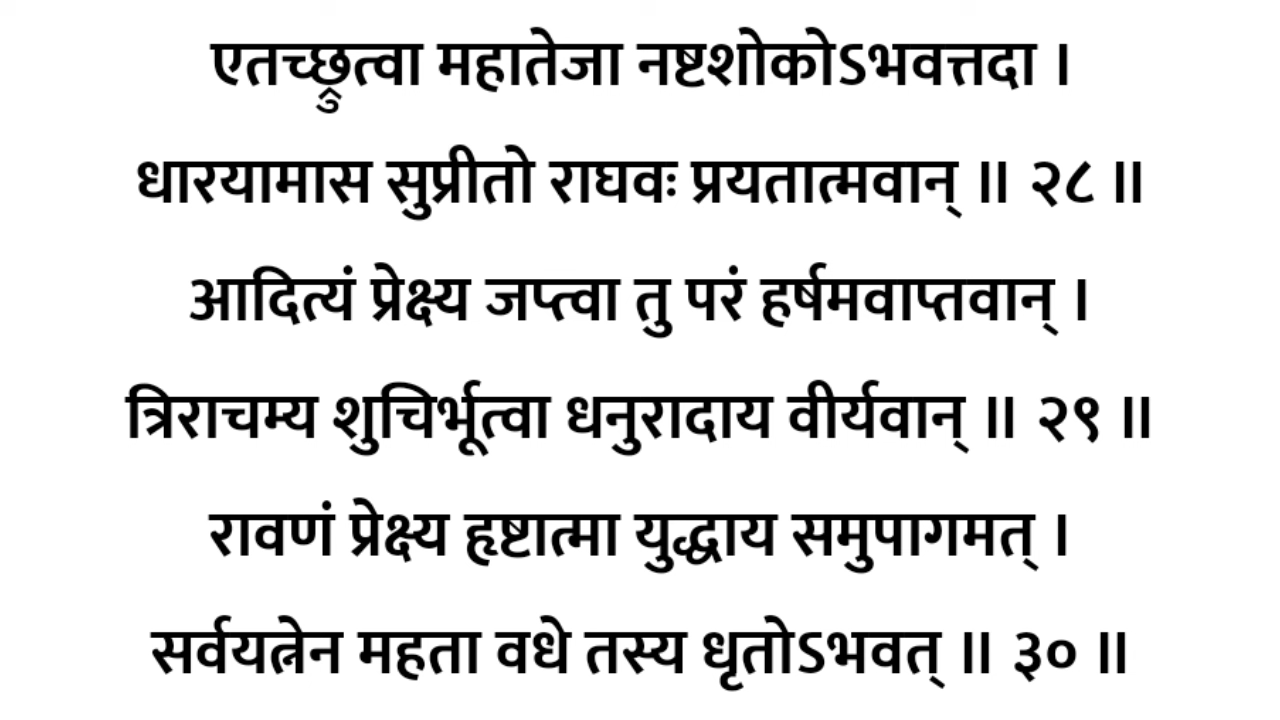 एतच्छ्रुत्वा महातेजा नष्टशोकोऽभवत्तदा ।
धारयामास सुप्रीतो राघवः प्रयतात्मवान् ॥ २८ ॥
आदित्यं प्रेक्ष्य जप्त्वा तु परं हर्षमवाप्तवान् ।
त्रिराचम्य शुचिर्भूत्वा धनुरादाय वीर्यवान् ॥ २९ ॥
रावणं प्रेक्ष्य हृष्टात्मा युद्धाय समुपागमत् ।
सर्वयत्नेन महता वधे तस्य धृतोऽभवत् ॥ ३० ॥